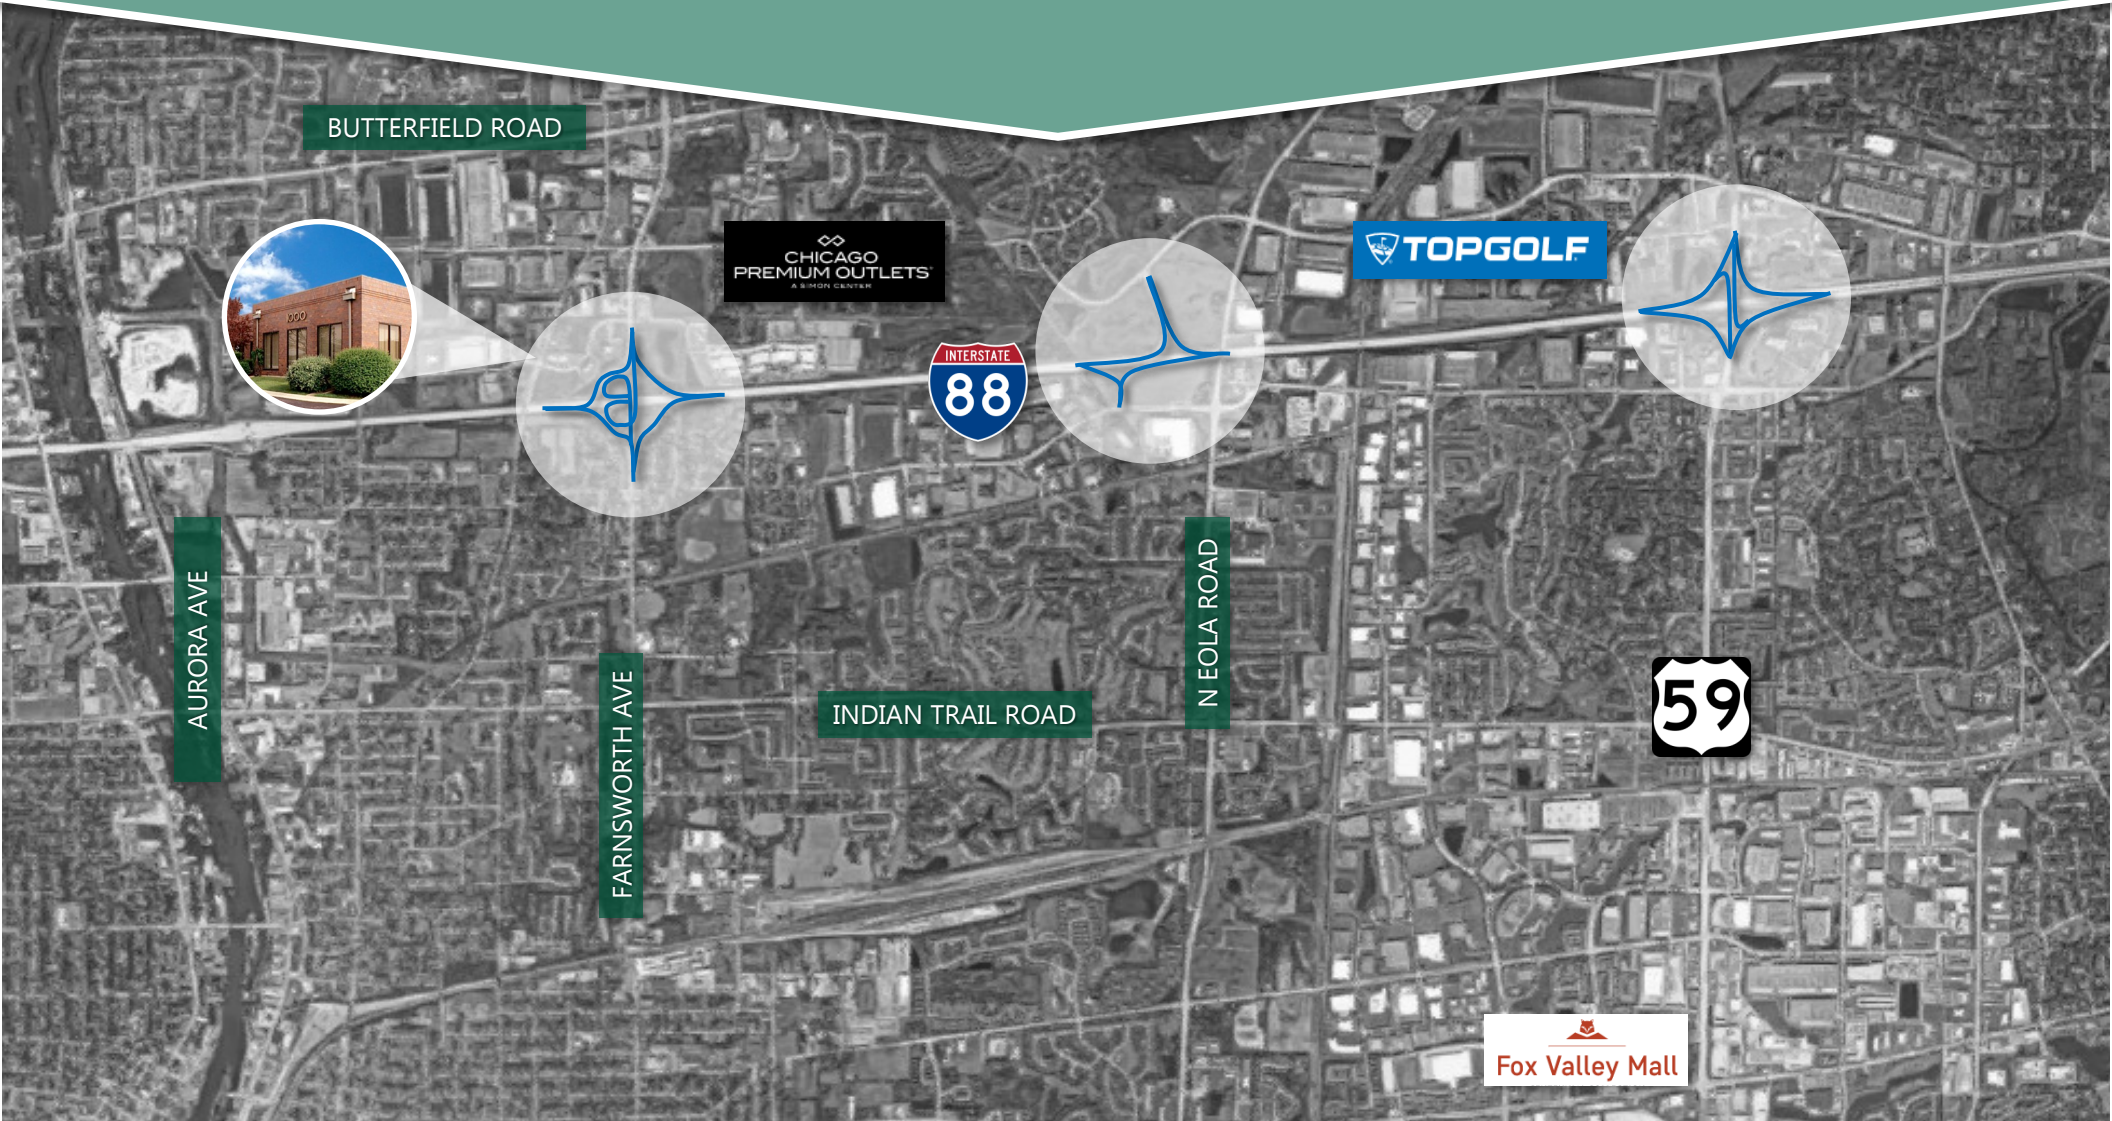 BUTTERFIELD ROAD
1000
CHICAGO
PREMIUM OUTLETS
A SIMON CENTER
TOPGOLF
INTERSTATE
88
AURORA AVE
FARNSWORTH AVE
INDIAN TRAIL ROAD
N EOLA ROAD
59
Fox Valley Mall